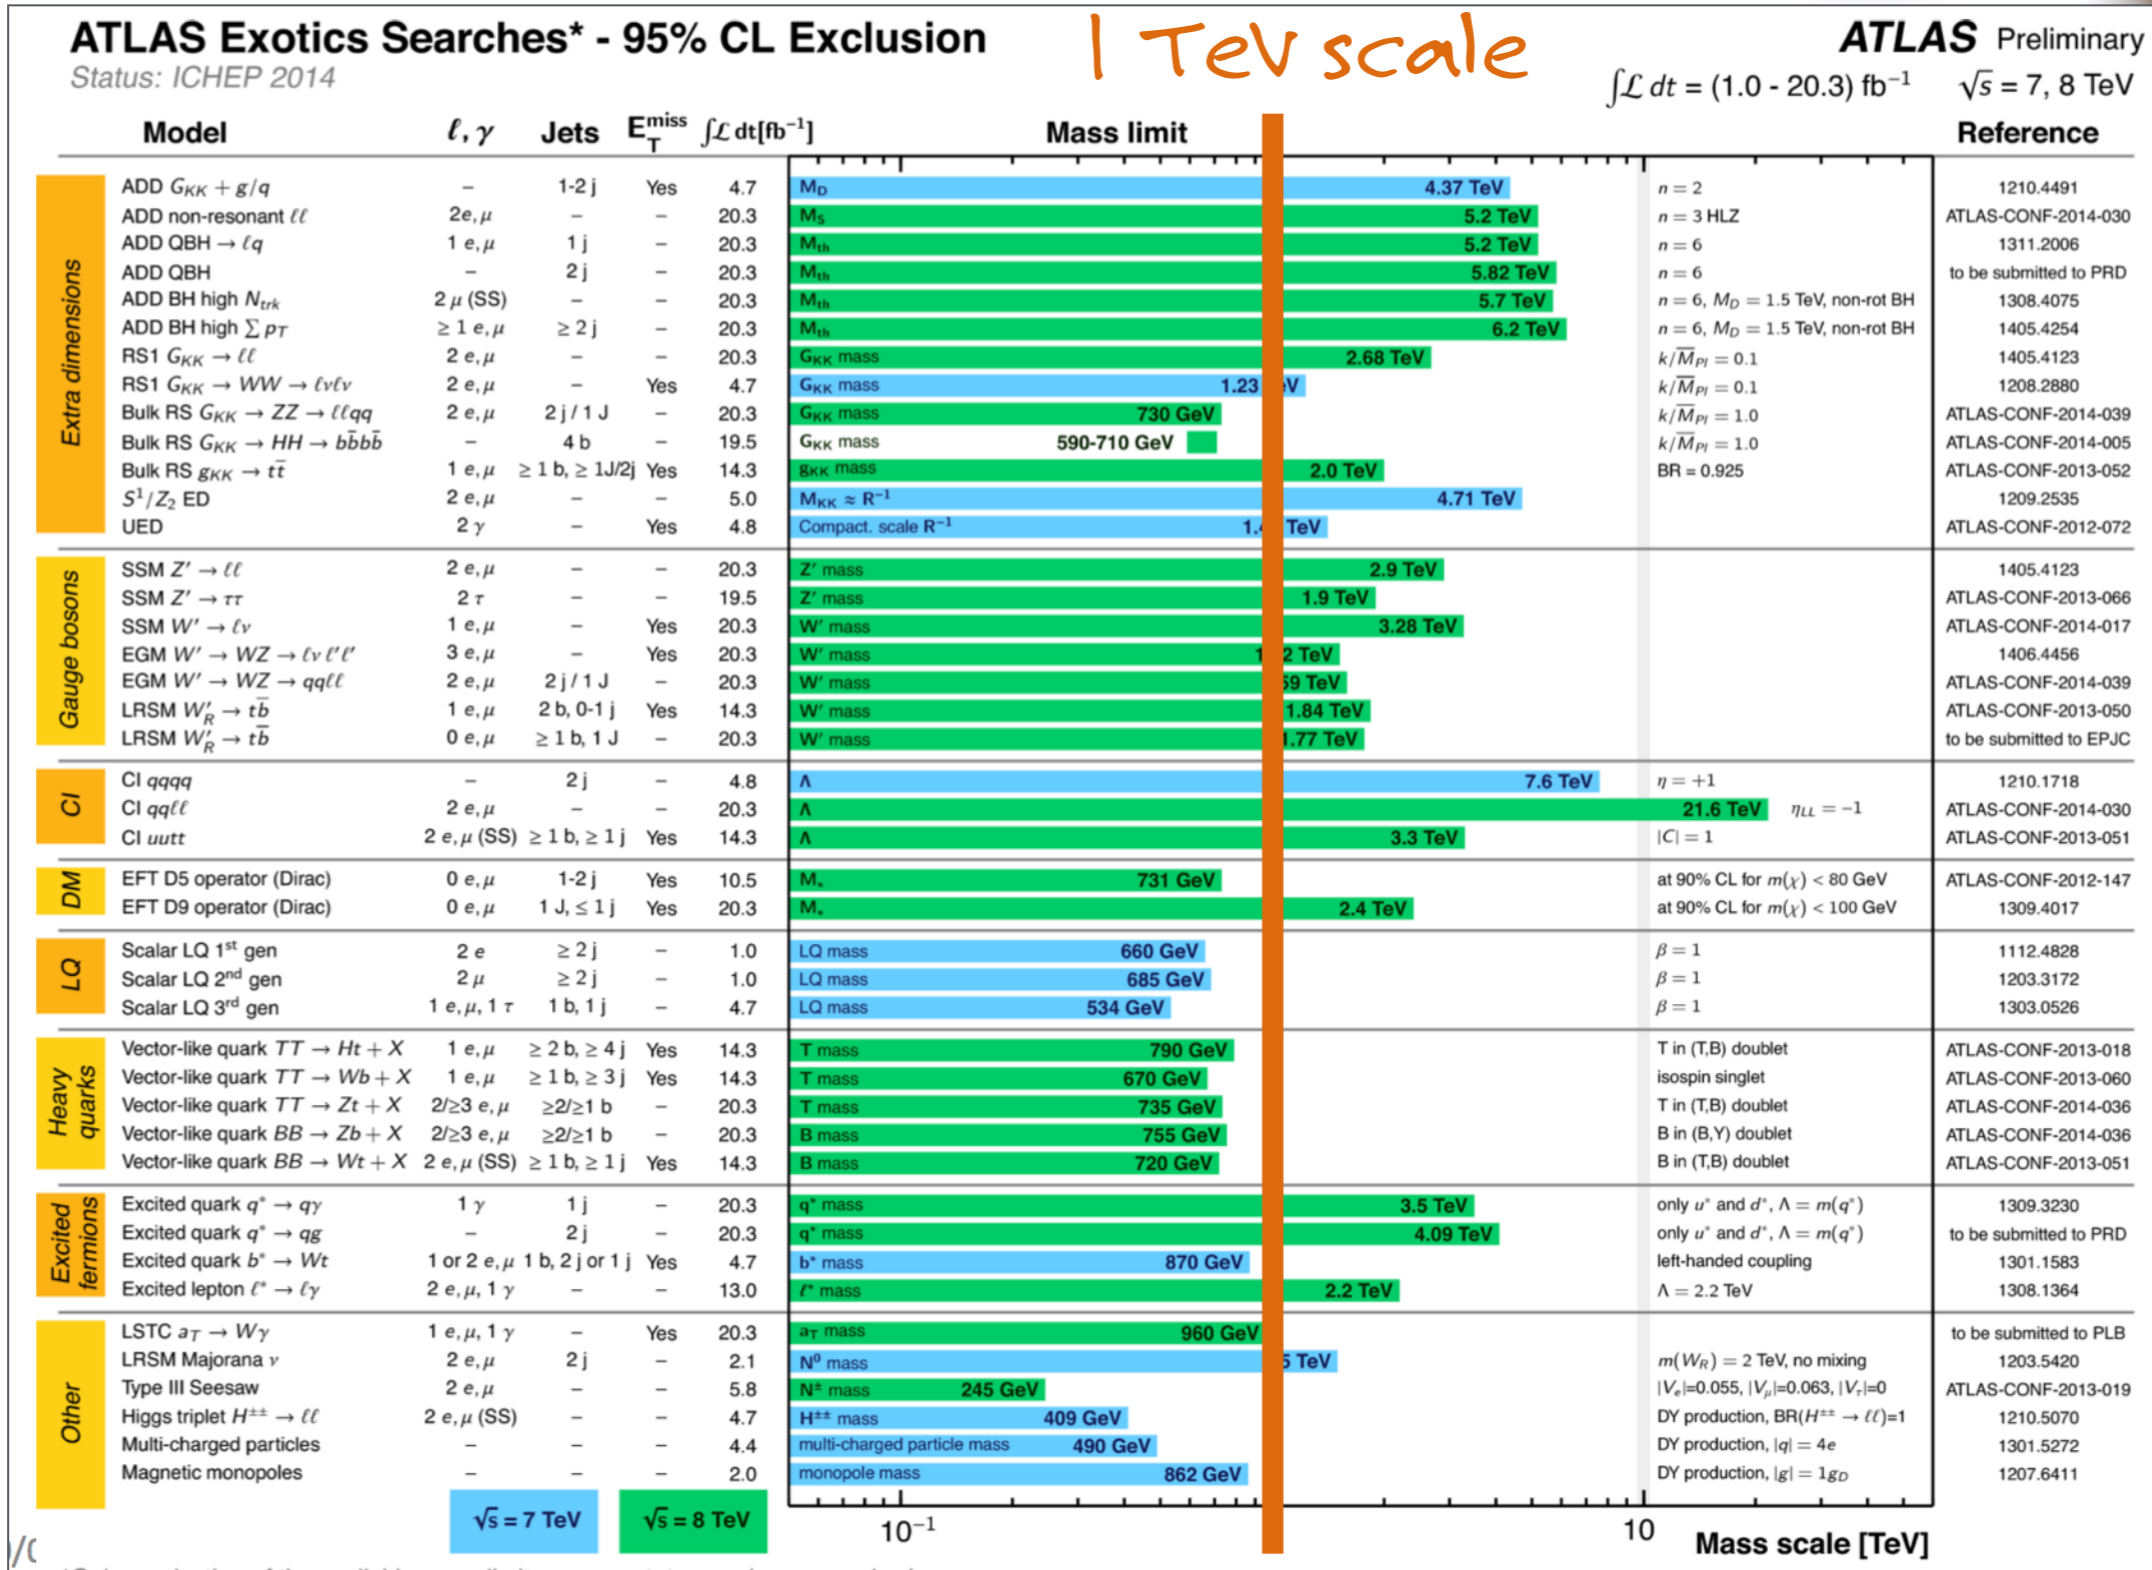 ATLAS Exotics Searches* - 95% CL Exclusion
1 TeV scale
ATLAS Preliminary
Status: ICHEP 2014
∫L dt = (1.0 - 20.3) fb⁻¹ √s = 7, 8 TeV
Model ℓ, γ Jets E_T^miss ∫L dt[fb⁻¹] Mass limit Reference
Extra dimensions
ADD G_KK + g/q – 1-2 j Yes 4.7 M_D 4.37 TeV n = 2 1210.4491
ADD non-resonant ℓℓ 2e, μ – – 20.3 M_S 5.2 TeV n = 3 HLZ ATLAS-CONF-2014-030
ADD QBH → ℓq 1 e, μ 1 j – 20.3 M_th 5.2 TeV n = 6 1311.2006
ADD QBH – 2 j – 20.3 M_th 5.82 TeV n = 6 to be submitted to PRD
ADD BH high N_trk 2 μ (SS) – – 20.3 M_th 5.7 TeV n = 6, M_D = 1.5 TeV, non-rot BH 1308.4075
ADD BH high ∑ p_T ≥ 1 e, μ ≥ 2 j – 20.3 M_th 6.2 TeV n = 6, M_D = 1.5 TeV, non-rot BH 1405.4254
RS1 G_KK → ℓℓ 2 e, μ – – 20.3 G_KK mass 2.68 TeV k/M̅_Pl = 0.1 1405.4123
RS1 G_KK → WW → ℓνℓν 2 e, μ – Yes 4.7 G_KK mass 1.23 k/M̅_Pl = 0.1 1208.2880
Bulk RS G_KK → ZZ → ℓℓqq 2 e, μ 2 j / 1 J – 20.3 G_KK mass 730 GeV k/M̅_Pl = 1.0 ATLAS-CONF-2014-039
Bulk RS G_KK → HH → bb̅bb̅ – 4 b – 19.5 G_KK mass 590-710 GeV k/M̅_Pl = 1.0 ATLAS-CONF-2014-005
Bulk RS g_KK → tt̅ 1 e, μ ≥ 1 b, ≥ 1J/2j Yes 14.3 g_KK mass 2.0 TeV BR = 0.925 ATLAS-CONF-2013-052
S¹/Z₂ ED 2 e, μ – – 5.0 M_KK ≈ R⁻¹ 4.71 TeV 1209.2535
UED 2 γ – Yes 4.8 Compact. scale R⁻¹ TeV ATLAS-CONF-2012-072
Gauge bosons
SSM Z′ → ℓℓ 2 e, μ – – 20.3 Z′ mass 2.9 TeV 1405.4123
SSM Z′ → ττ 2 τ – – 19.5 Z′ mass 1.9 TeV ATLAS-CONF-2013-066
SSM W′ → ℓν 1 e, μ – Yes 20.3 W′ mass 3.28 TeV ATLAS-CONF-2014-017
EGM W′ → WZ → ℓν ℓ′ℓ′ 3 e, μ – Yes 20.3 W′ mass TeV 1406.4456
EGM W′ → WZ → qqℓℓ 2 e, μ 2 j / 1 J – 20.3 W′ mass TeV ATLAS-CONF-2014-039
LRSM W′_R → tb̅ 1 e, μ 2 b, 0-1 j Yes 14.3 W′ mass 1.84 TeV ATLAS-CONF-2013-050
LRSM W′_R → tb̅ 0 e, μ ≥ 1 b, 1 J – 20.3 W′ mass 1.77 TeV to be submitted to EPJC
CI
CI qqqq – 2 j – 4.8 Λ 7.6 TeV η = +1 1210.1718
CI qqℓℓ 2 e, μ – – 20.3 Λ 21.6 TeV η_LL = −1 ATLAS-CONF-2014-030
CI uutt 2 e, μ (SS) ≥ 1 b, ≥ 1 j Yes 14.3 Λ 3.3 TeV |C| = 1 ATLAS-CONF-2013-051
DM
EFT D5 operator (Dirac) 0 e, μ 1-2 j Yes 10.5 M_* 731 GeV at 90% CL for m(χ) < 80 GeV ATLAS-CONF-2012-147
EFT D9 operator (Dirac) 0 e, μ 1 J, ≤ 1 j Yes 20.3 M_* 2.4 TeV at 90% CL for m(χ) < 100 GeV 1309.4017
LQ
Scalar LQ 1st gen 2 e ≥ 2 j – 1.0 LQ mass 660 GeV β = 1 1112.4828
Scalar LQ 2nd gen 2 μ ≥ 2 j – 1.0 LQ mass 685 GeV β = 1 1203.3172
Scalar LQ 3rd gen 1 e, μ, 1 τ 1 b, 1 j – 4.7 LQ mass 534 GeV β = 1 1303.0526
Heavy quarks
Vector-like quark TT → Ht + X 1 e, μ ≥ 2 b, ≥ 4 j Yes 14.3 T mass 790 GeV T in (T,B) doublet ATLAS-CONF-2013-018
Vector-like quark TT → Wb + X 1 e, μ ≥ 1 b, ≥ 3 j Yes 14.3 T mass 670 GeV isospin singlet ATLAS-CONF-2013-060
Vector-like quark TT → Zt + X 2/≥3 e, μ ≥2/≥1 b – 20.3 T mass 735 GeV T in (T,B) doublet ATLAS-CONF-2014-036
Vector-like quark BB → Zb + X 2/≥3 e, μ ≥2/≥1 b – 20.3 B mass 755 GeV B in (B,Y) doublet ATLAS-CONF-2014-036
Vector-like quark BB → Wt + X 2 e, μ (SS) ≥ 1 b, ≥ 1 j Yes 14.3 B mass 720 GeV B in (T,B) doublet ATLAS-CONF-2013-051
Excited fermions
Excited quark q* → qγ 1 γ 1 j – 20.3 q* mass 3.5 TeV only u* and d*, Λ = m(q*) 1309.3230
Excited quark q* → qg – 2 j – 20.3 q* mass 4.09 TeV only u* and d*, Λ = m(q*) to be submitted to PRD
Excited quark b* → Wt 1 or 2 e, μ 1 b, 2 j or 1 j Yes 4.7 b* mass 870 GeV left-handed coupling 1301.1583
Excited lepton ℓ* → ℓγ 2 e, μ, 1 γ – – 13.0 ℓ* mass 2.2 TeV Λ = 2.2 TeV 1308.1364
Other
LSTC a_T → Wγ 1 e, μ, 1 γ – Yes 20.3 a_T mass 960 GeV to be submitted to PLB
LRSM Majorana ν 2 e, μ 2 j – 2.1 N⁰ mass TeV m(W_R) = 2 TeV, no mixing 1203.5420
Type III Seesaw 2 e, μ – – 5.8 N± mass 245 GeV |V_e|=0.055, |V_μ|=0.063, |V_τ|=0 ATLAS-CONF-2013-019
Higgs triplet H±± → ℓℓ 2 e, μ (SS) – – 4.7 H±± mass 409 GeV DY production, BR(H±± → ℓℓ)=1 1210.5070
Multi-charged particles – – – 4.4 multi-charged particle mass 490 GeV DY production, |q| = 4e 1301.5272
Magnetic monopoles – – – 2.0 monopole mass 862 GeV DY production, |g| = 1g_D 1207.6411
√s = 7 TeV √s = 8 TeV
10⁻¹ 10 Mass scale [TeV]